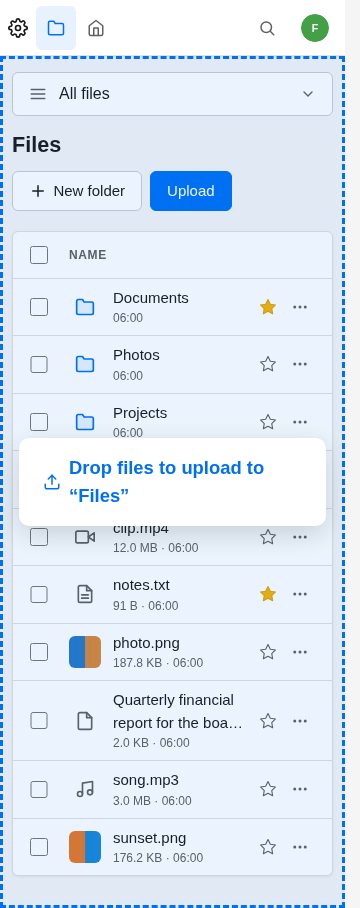 F
All files
Files
New folder
Upload
NAME
Documents
06:00
Photos
06:00
Projects
06:00
Drop files to upload to
“Files”
clip.mp4
12.0 MB · 06:00
notes.txt
91 B · 06:00
photo.png
187.8 KB · 06:00
Quarterly financial
report for the boa…
2.0 KB · 06:00
song.mp3
3.0 MB · 06:00
sunset.png
176.2 KB · 06:00